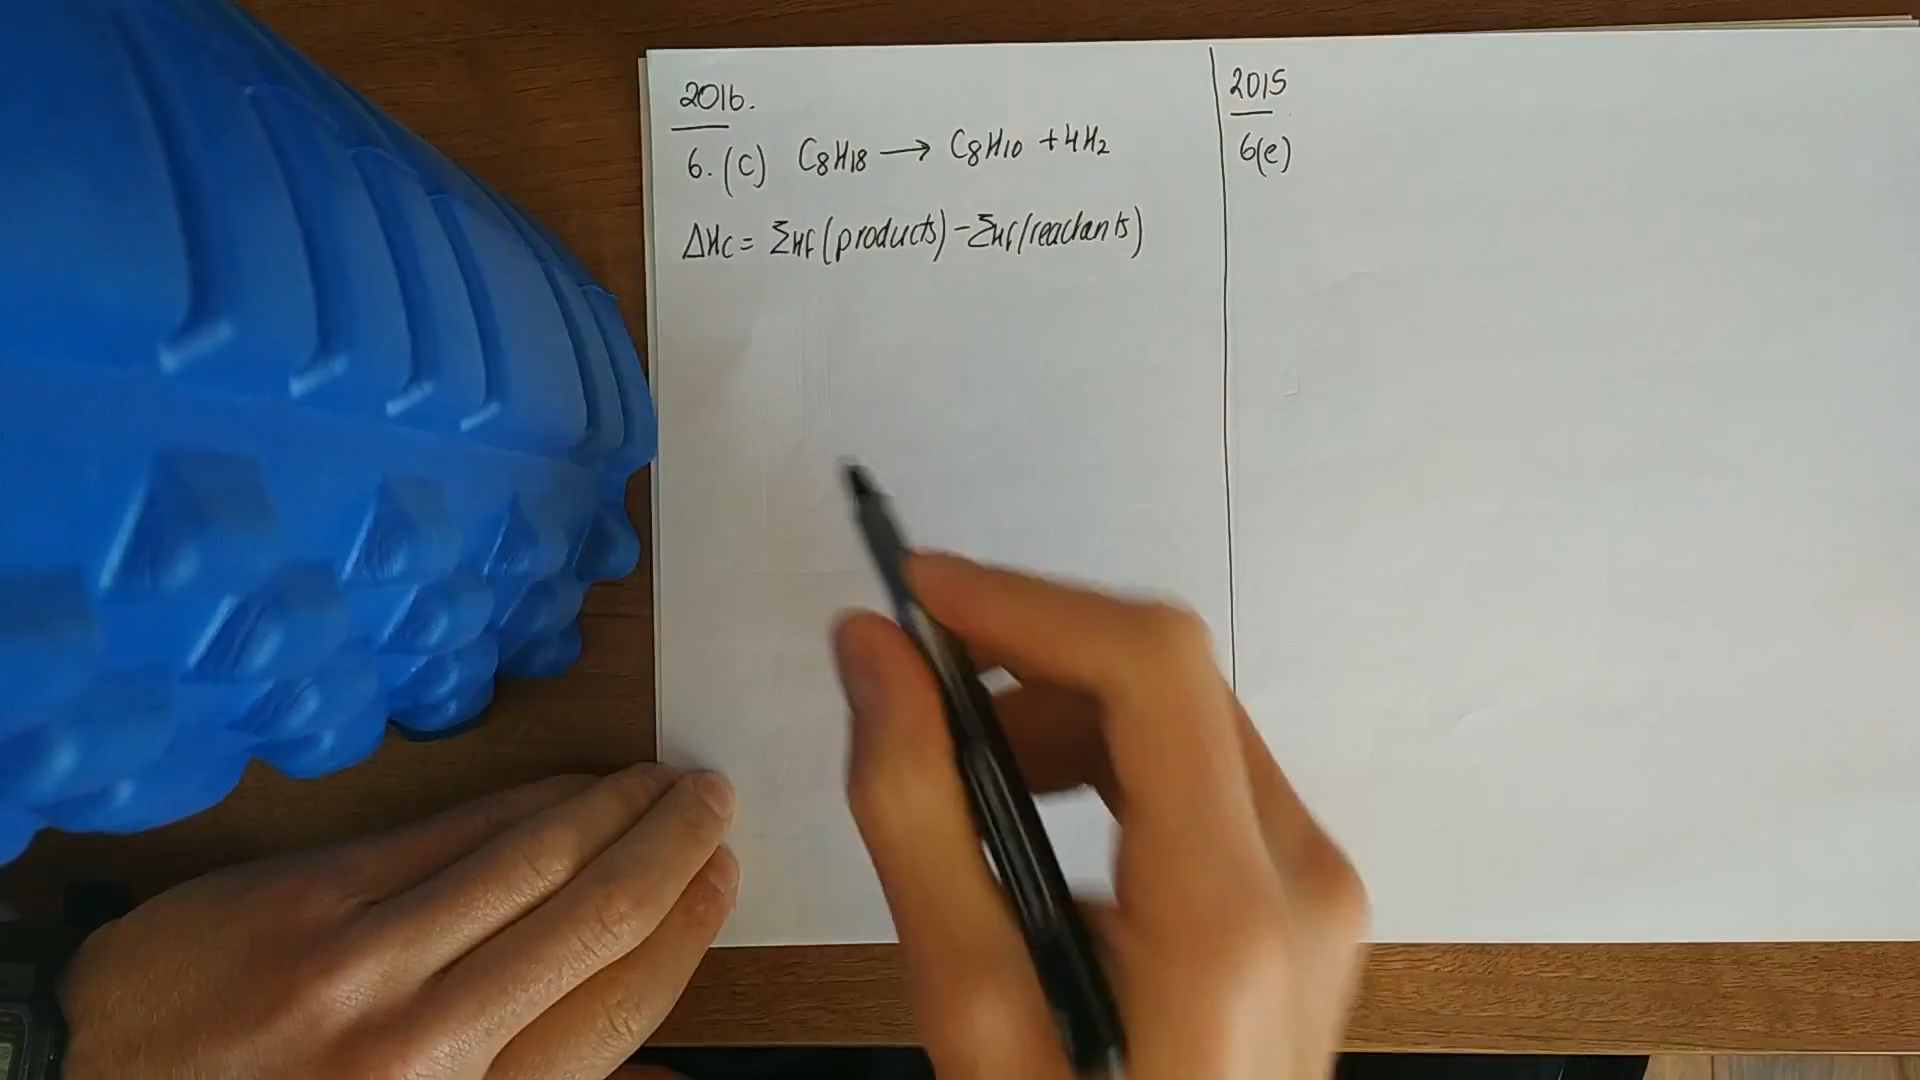 2016.
6. (c) C8H18 → C8H10 + 4H2
ΔHc = ΣHf (products) - ΣHf (reactants)
2015
6(e)